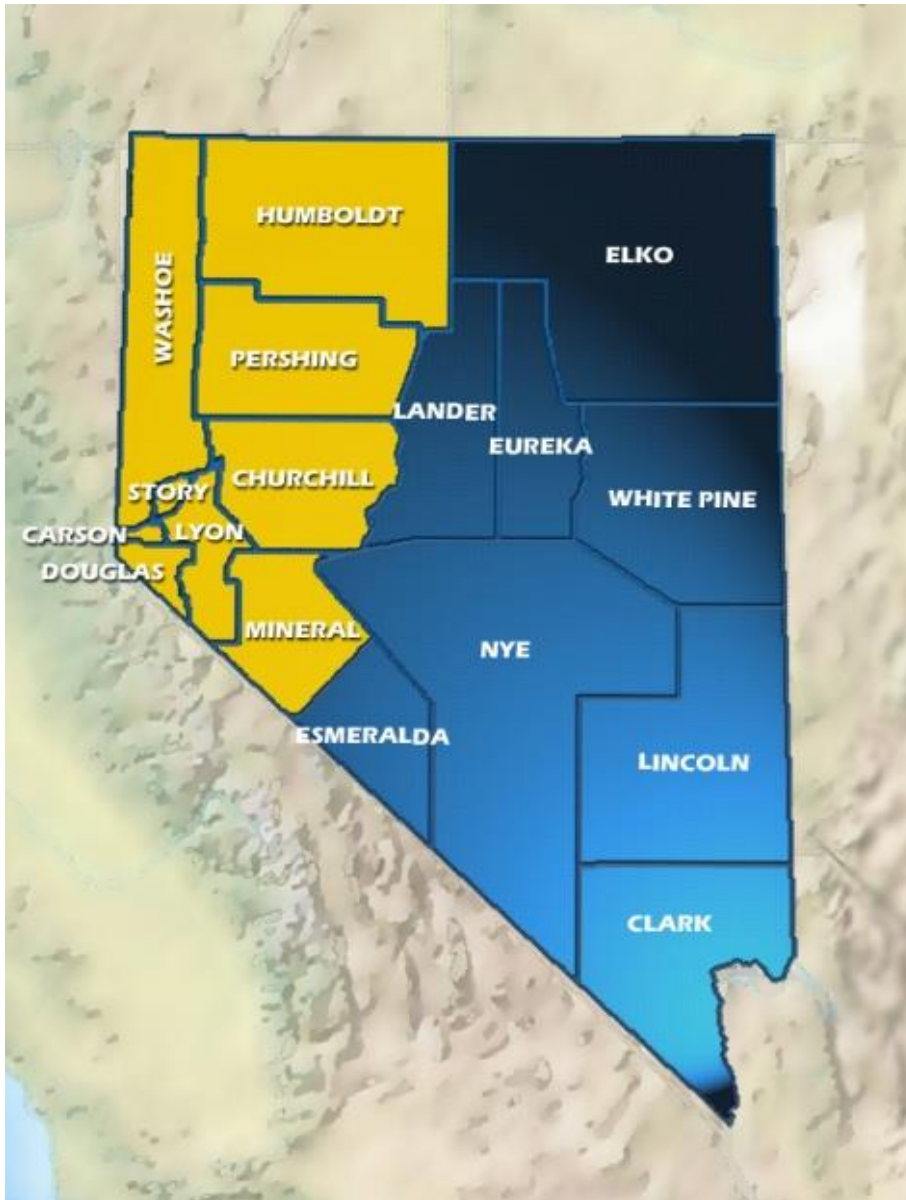 HUMBOLDT
ELKO
WASHOE
PERSHING
LANDER
EUREKA
CHURCHILL
STORY
WHITE PINE
CARSON
LYON
DOUGLAS
MINERAL
NYE
ESMERALDA
LINCOLN
CLARK